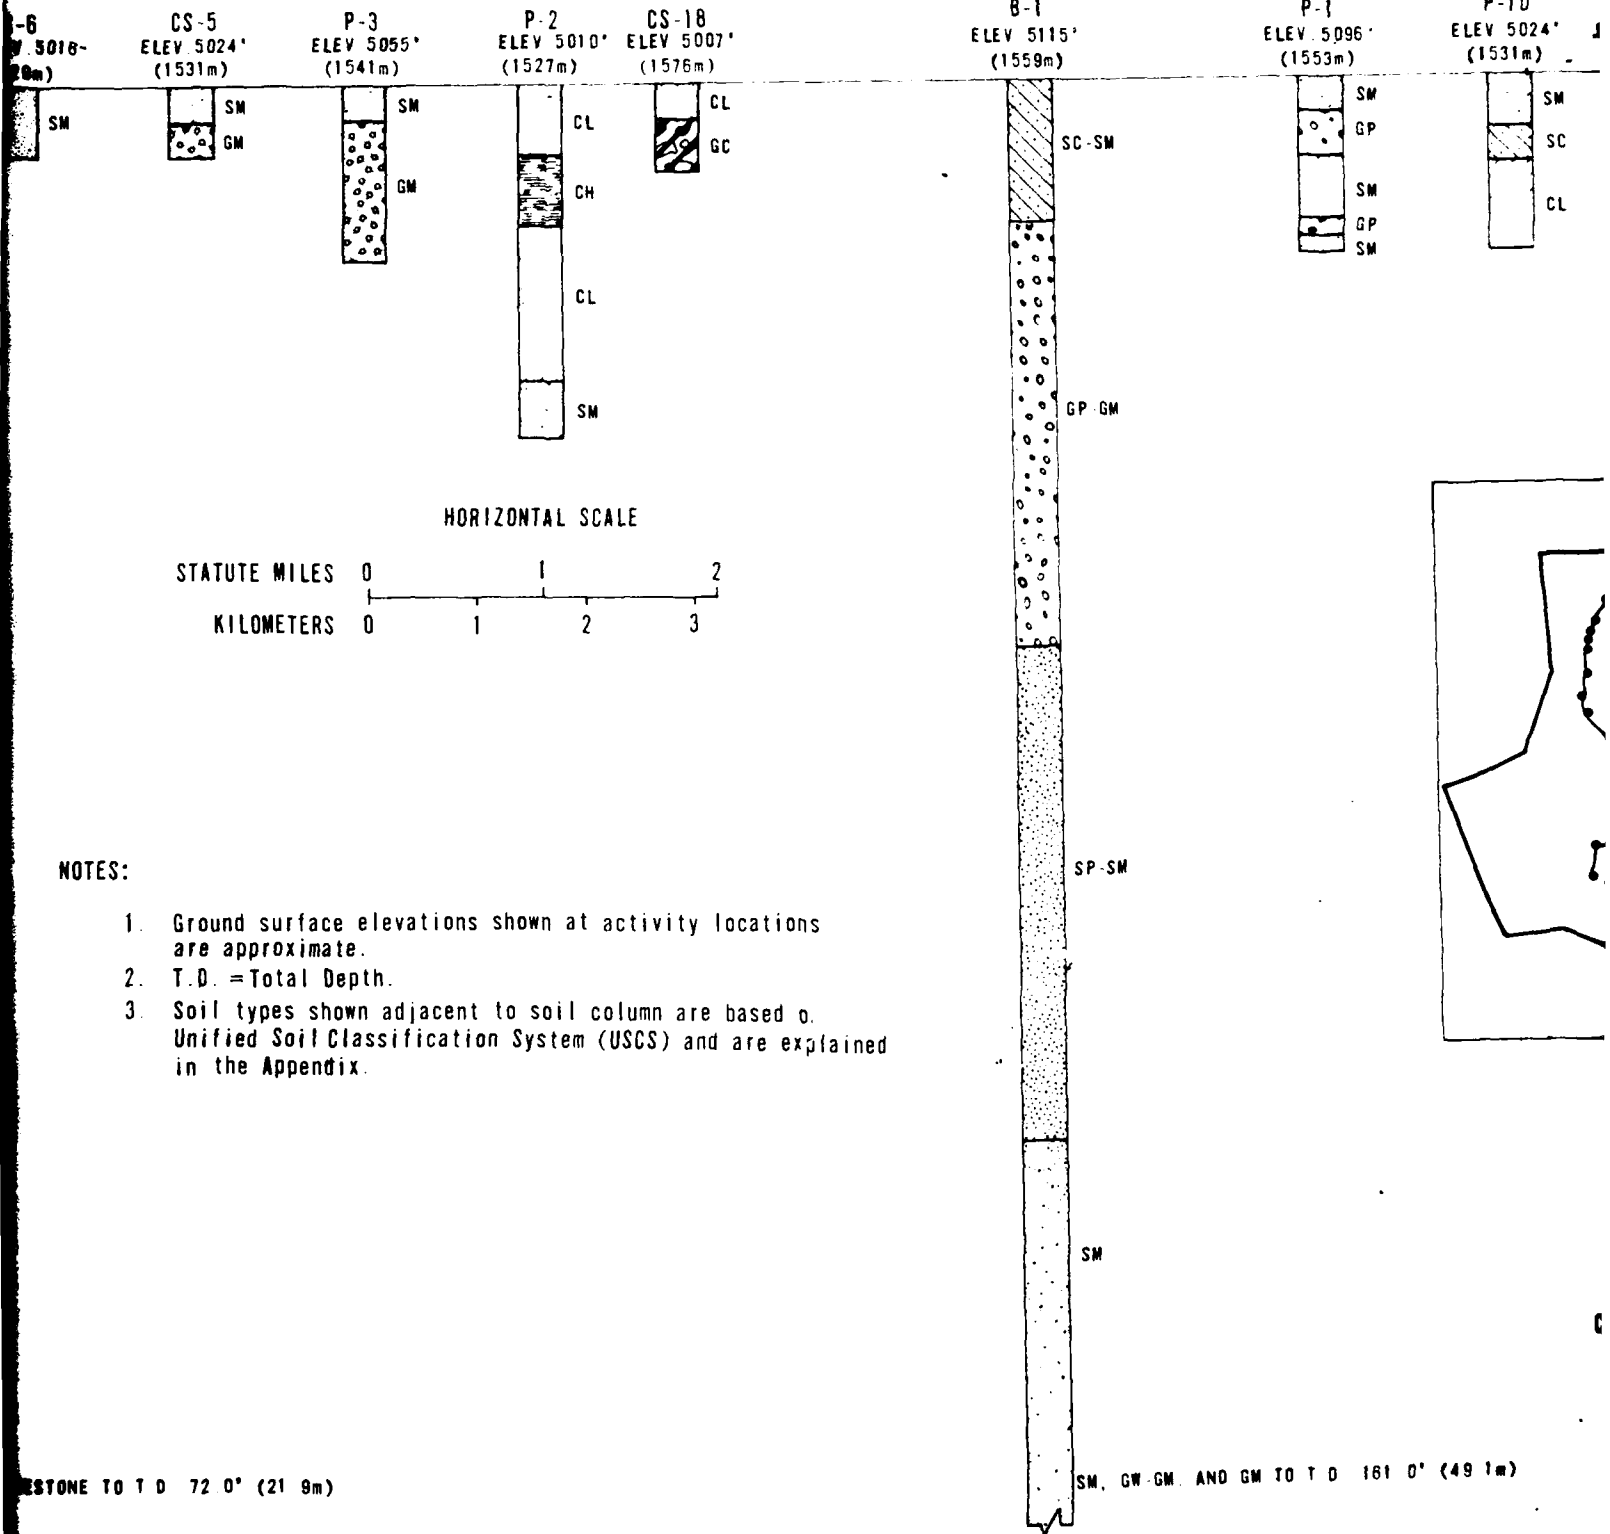 -6 CS-5 P-3 P-2 CS-18 B-1 P-1 P-10
5016- ELEV. 5024' ELEV 5055' ELEV 5010' ELEV 5007' ELEV 5115' ELEV. 5096' ELEV 5024'
(1531m) (1541m) (1527m) (1576m) (1559m) (1553m) (1531m)
SM
SM
GM
SM
GM
CL
CH
CL
SM
CL
GC
SC-SM
GP-GM
SP-SM
SM
SM, GW-GM. AND GM TO T D 161 0' (49 1m)
SM
GP
SM
GP
SM
SM
SC
CL
HORIZONTAL SCALE
STATUTE MILES 0 1 2
KILOMETERS 0 1 2 3
NOTES:
1. Ground surface elevations shown at activity locations
are approximate.
2. T.D. =Total Depth.
3. Soil types shown adjacent to soil column are based o.
Unified Soil Classification System (USCS) and are explained
in the Appendix.
ESTONE TO T D 72 0' (21 9m)